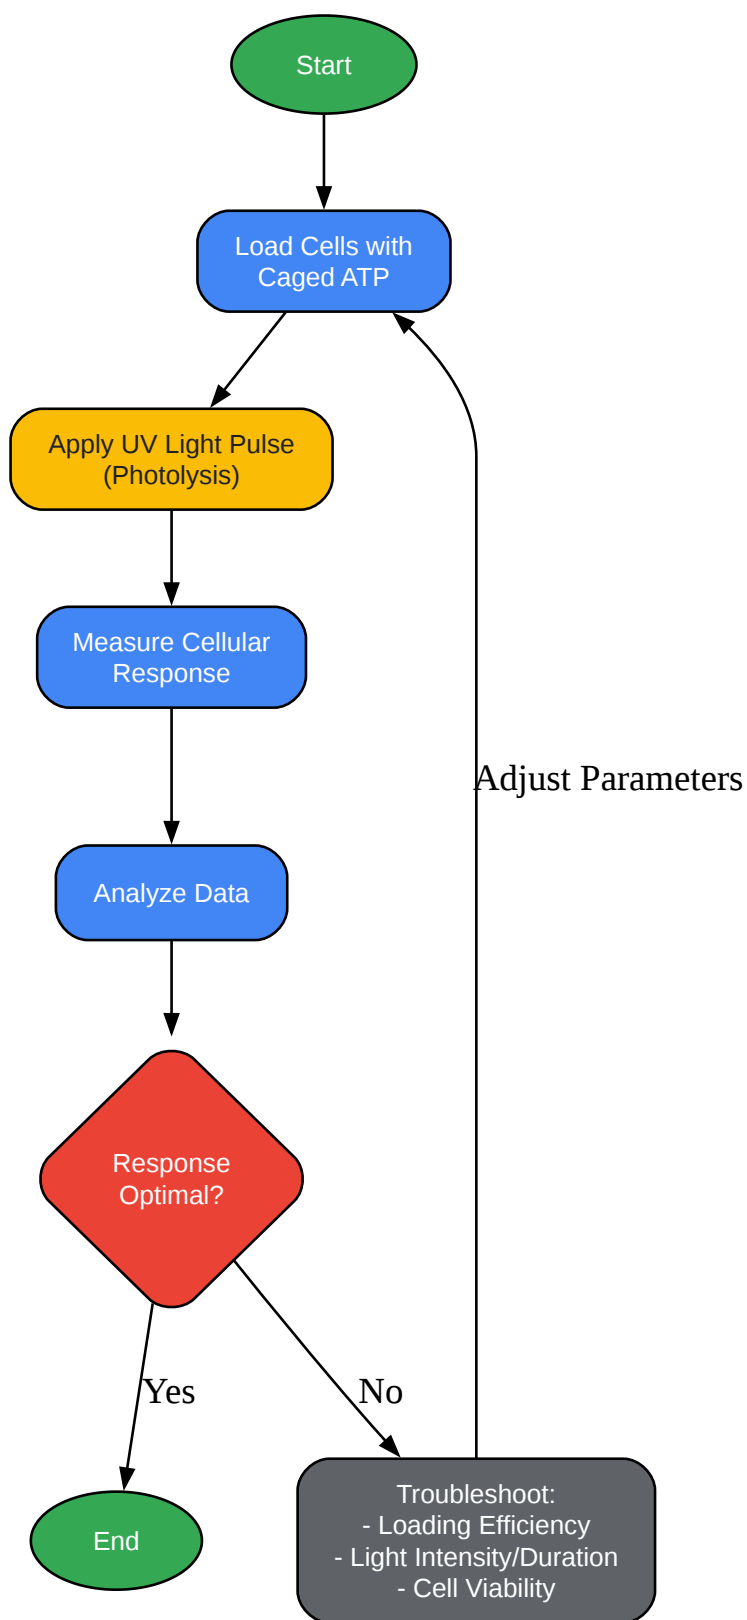 Start
Load Cells with
Caged ATP
Apply UV Light Pulse
(Photolysis)
Measure Cellular
Response
Adjust Parameters
Analyze Data
Response
Optimal?
Yes
No
End
Troubleshoot:
- Loading Efficiency
- Light Intensity/Duration
- Cell Viability